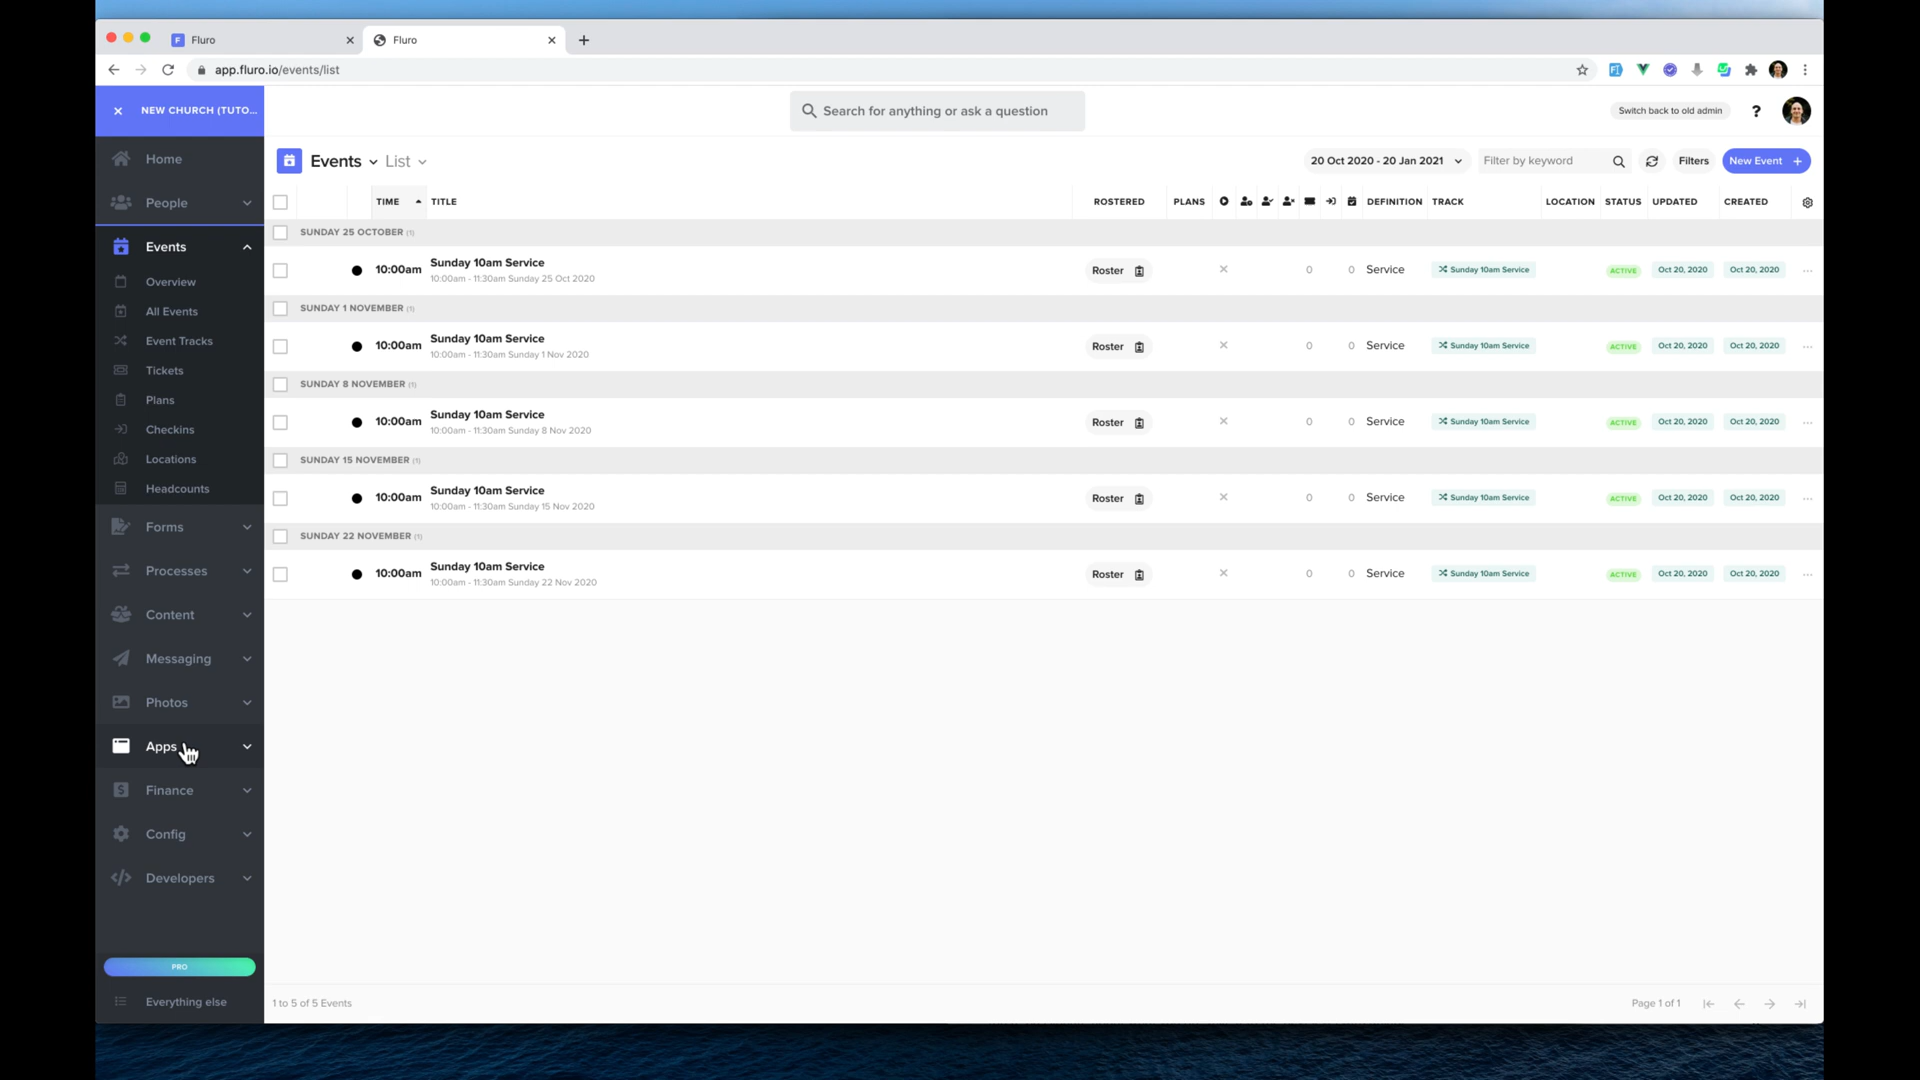 Fluro
Fluro
app.fluro.io/events/list
NEW CHURCH (TUTO...
Search for anything or ask a question
Switch back to old admin
?
Home
People
Events
Overview
All Events
Event Tracks
Tickets
Plans
Checkins
Locations
Headcounts
Forms
Processes
Content
Messaging
Photos
Apps
Finance
Config
Developers
PRO
Everything else
Events List
20 Oct 2020 - 20 Jan 2021
Filter by keyword
Filters
New Event +
TIME TITLE ROSTERED PLANS DEFINITION TRACK LOCATION STATUS UPDATED CREATED
SUNDAY 25 OCTOBER (1)
10:00am Sunday 10am Service Roster 0 0 Service Sunday 10am Service ACTIVE Oct 20, 2020 Oct 20, 2020 ...
10:00am - 11:30am Sunday 25 Oct 2020
SUNDAY 1 NOVEMBER (1)
10:00am Sunday 10am Service Roster 0 0 Service Sunday 10am Service ACTIVE Oct 20, 2020 Oct 20, 2020 ...
10:00am - 11:30am Sunday 1 Nov 2020
SUNDAY 8 NOVEMBER (1)
10:00am Sunday 10am Service Roster 0 0 Service Sunday 10am Service ACTIVE Oct 20, 2020 Oct 20, 2020 ...
10:00am - 11:30am Sunday 8 Nov 2020
SUNDAY 15 NOVEMBER (1)
10:00am Sunday 10am Service Roster 0 0 Service Sunday 10am Service ACTIVE Oct 20, 2020 Oct 20, 2020 ...
10:00am - 11:30am Sunday 15 Nov 2020
SUNDAY 22 NOVEMBER (1)
10:00am Sunday 10am Service Roster 0 0 Service Sunday 10am Service ACTIVE Oct 20, 2020 Oct 20, 2020 ...
10:00am - 11:30am Sunday 22 Nov 2020
1 to 5 of 5 Events
Page 1 of 1